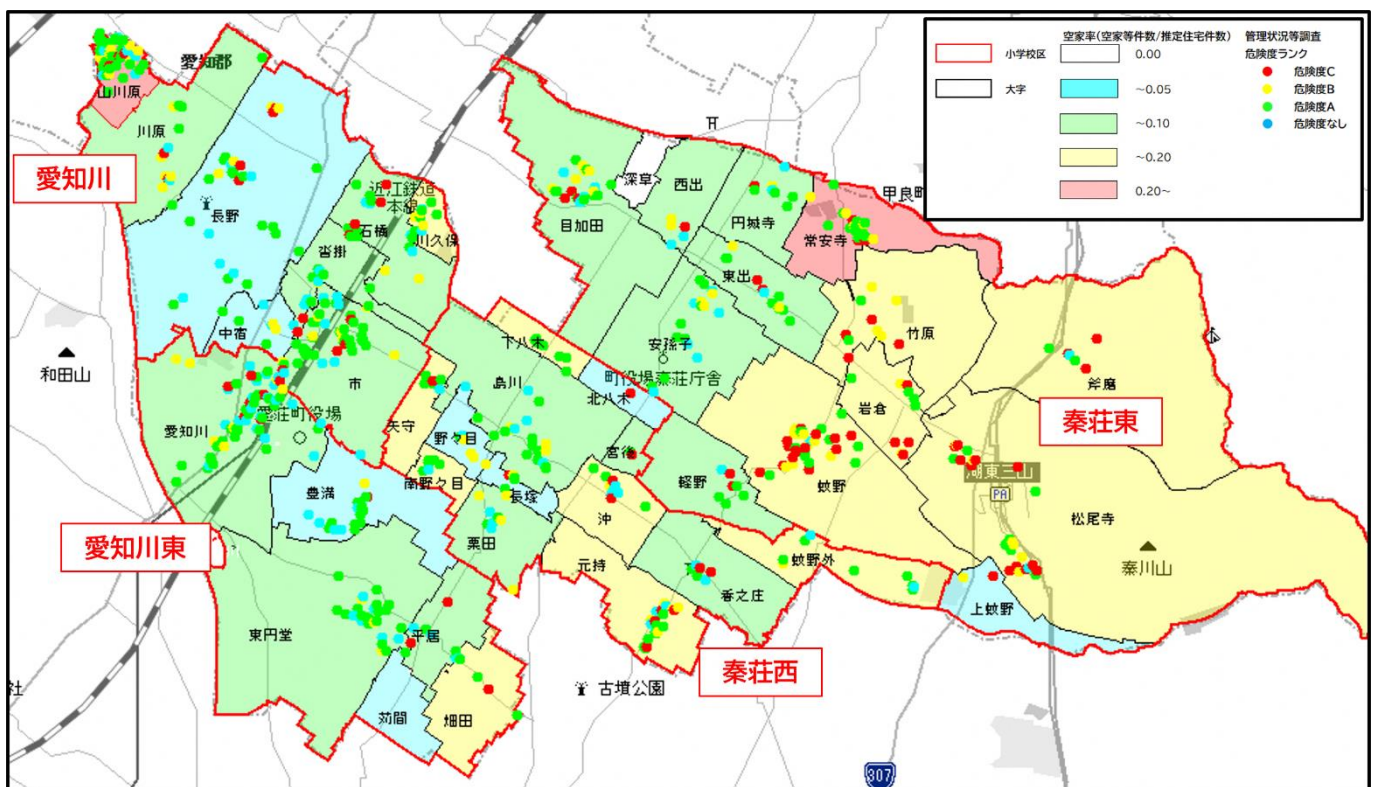 空家率(空家等件数/推定住宅件数)
管理状況等調査
小学校区
0.00
危険度ランク
危険度C
大字
~0.05
危険度B
危険度A
~0.10
危険度なし
~0.20
0.20~
愛知郡
山川原
川原
愛知川
長野
近江鉄道
本線
石橋
川久保
沓掛
中宿
和田山
市
愛知川
愛荘町役場
豊満
愛知川東
東円堂
平居
苅間
畑田
深草
西出
目加田
円城寺
甲良町
常安寺
東出
竹原
安孫子
町役場秦荘庁舎
下八木
島川
北八木
矢守
野々目
宮後
南野々目
長塚
軽野
蚊野
岩倉
斧磨
秦荘東
湖東三山
PA
松尾寺
秦川山
沖
栗田
元持
蚊野外
香之庄
上蚊野
秦荘西
古墳公園
社
307